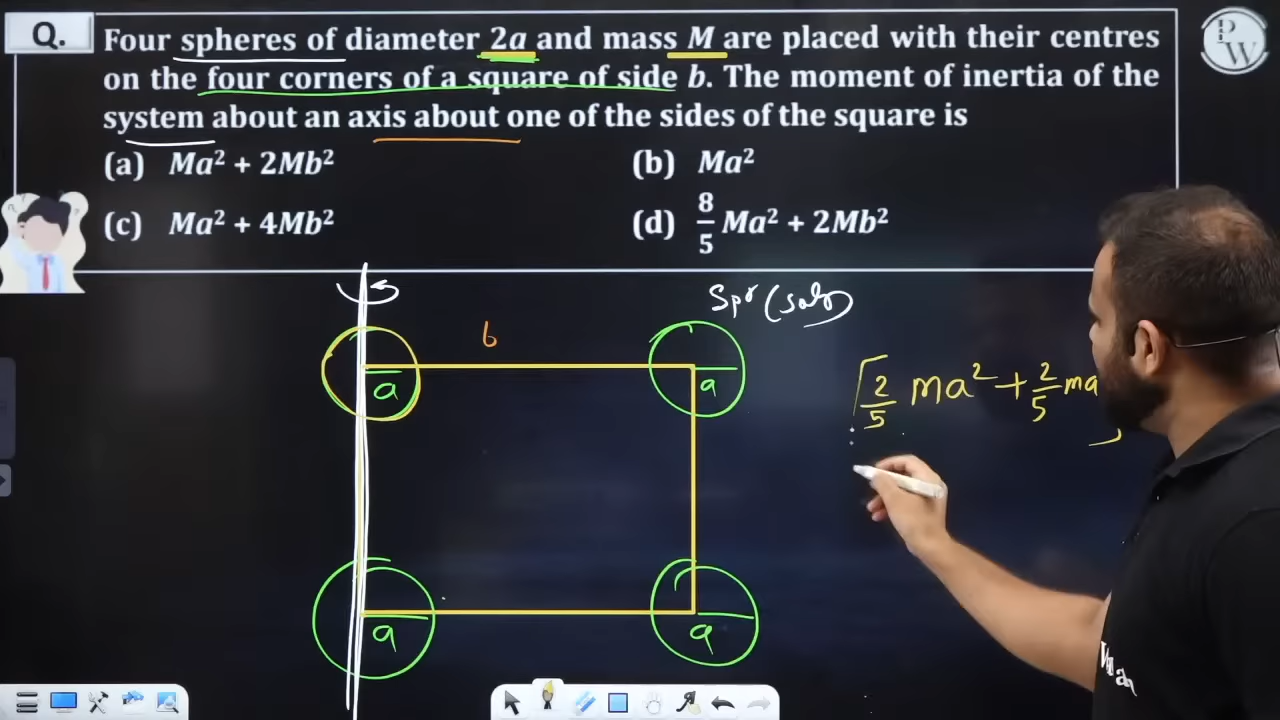 Q. Four spheres of diameter 2a and mass M are placed with their centres
on the four corners of a square of side b. The moment of inertia of the
system about an axis about one of the sides of the square is
(a) Ma² + 2Mb² (b) Ma²
(c) Ma² + 4Mb² (d) 8/5 Ma² + 2Mb²
PW
b
a
a
a
a
2/5 ma² + 2/5 ma